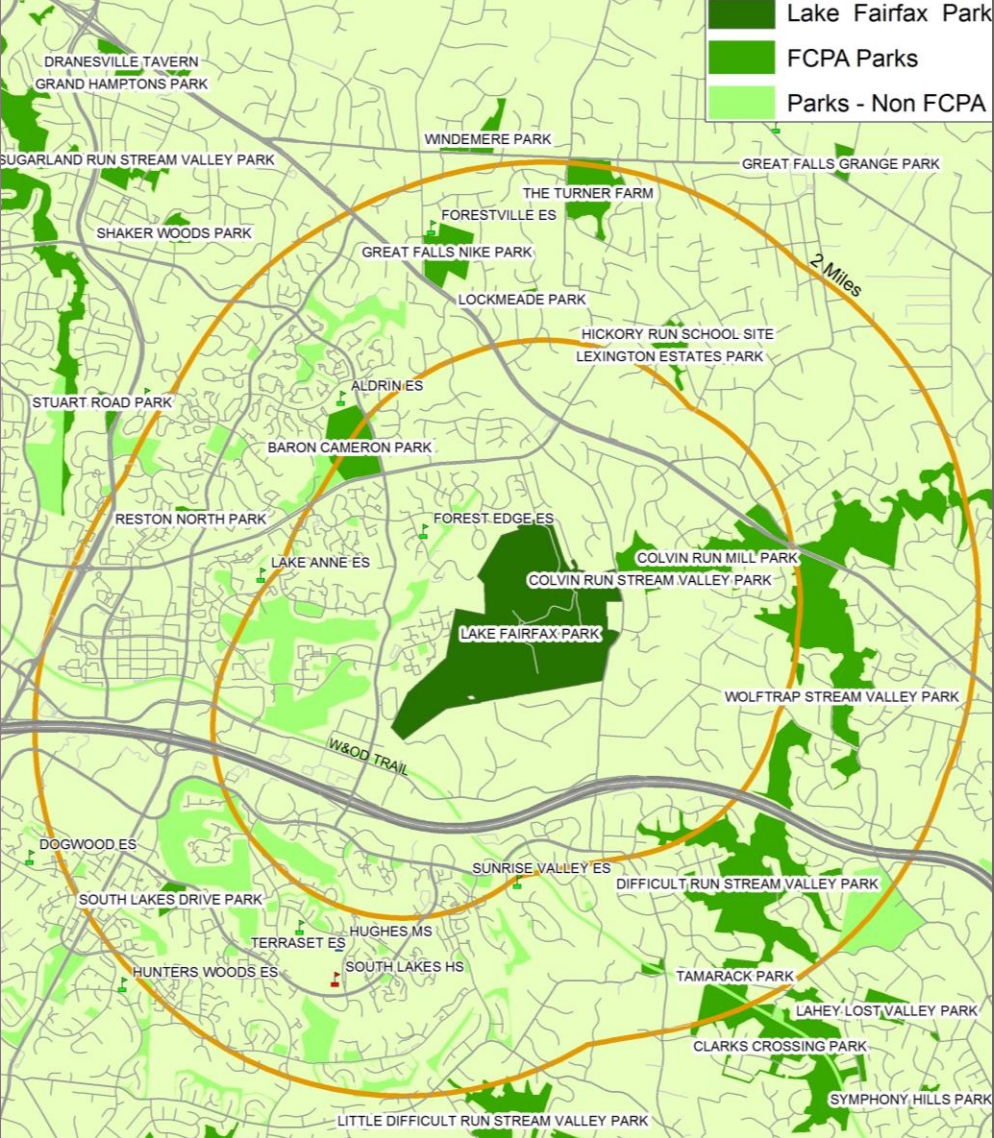 Lake Fairfax Park
FCPA Parks
Parks - Non FCPA
DRANESVILLE TAVERN
GRAND HAMPTONS PARK
WINDEMERE PARK
SUGARLAND RUN STREAM VALLEY PARK
GREAT FALLS GRANGE PARK
THE TURNER FARM
FORESTVILLE ES
SHAKER WOODS PARK
GREAT FALLS NIKE PARK
2 Miles
LOCKMEADE PARK
HICKORY RUN SCHOOL SITE
LEXINGTON ESTATES PARK
ALDRIN ES
STUART ROAD PARK
BARON CAMERON PARK
RESTON NORTH PARK
FOREST EDGE ES
LAKE ANNE ES
COLVIN RUN MILL PARK
COLVIN RUN STREAM VALLEY PARK
LAKE FAIRFAX PARK
WOLFTRAP STREAM VALLEY PARK
W&OD TRAIL
DOGWOOD ES
SUNRISE VALLEY ES
DIFFICULT RUN STREAM VALLEY PARK
SOUTH LAKES DRIVE PARK
HUGHES MS
TERRASET ES
SOUTH LAKES HS
HUNTERS WOODS ES
TAMARACK PARK
LAHEY LOST VALLEY PARK
CLARKS CROSSING PARK
SYMPHONY HILLS PARK
LITTLE DIFFICULT RUN STREAM VALLEY PARK